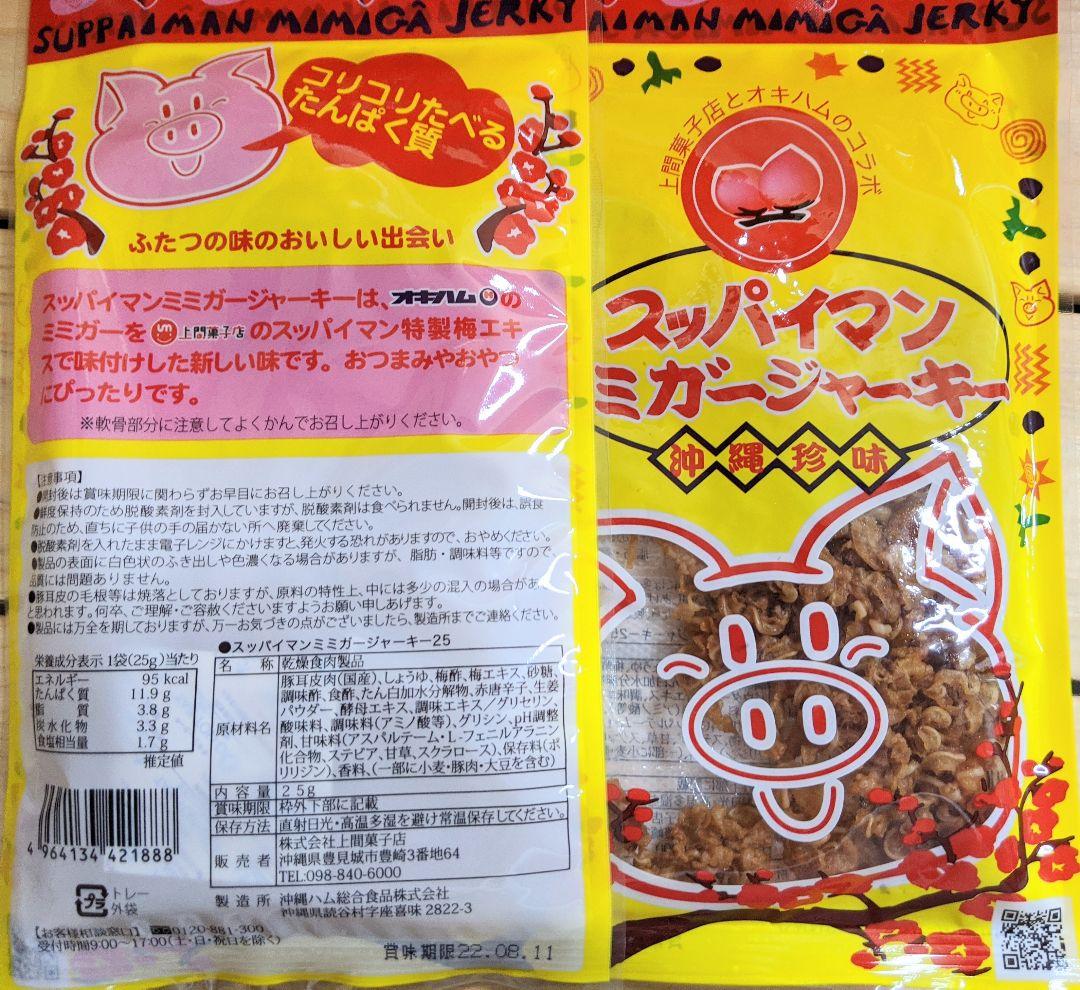 SUPPAIMAN MIMIGÂ JERKY
コリコリたべる
たんぱく質
ふたつの味のおいしい出会い
スッパイマンミミガージャーキーは、オキハムの
ミミガーを 上間菓子店 のスッパイマン特製梅エキ
スで味付けした新しい味です。おつまみやおやつ
にぴったりです。
※軟骨部分に注意してよくかんでお召し上がりください。
【注意事項】
●開封後は賞味期限に関わらずお早目にお召し上がりください。
●鮮度保持のため脱酸素剤を封入していますが、脱酸素剤は食べられません。開封後は、誤食
防止のため、直ちに子供の手の届かない所へ廃棄してください。
●脱酸素剤を入れたまま電子レンジにかけますと、発火する恐れがありますので、おやめください。
●製品の表面に白色状のふき出しや色濃くなる場合がありますが、脂肪・調味料等ですので
品質には問題ありません。
●豚耳皮の毛根等は焼落としておりますが、原料の特性上、中には多少の混入の場合があ
と思われます。何卒、ご理解・ご容赦くださいますようお願い申しあげます。
●製品には万全を期しておりますが、万一お気づきの点がございましたら、製造所までご連絡ください。
●スッパイマンミミガージャーキー25
栄養成分表示 1袋(25g)当たり
エネルギー 95 kcal
たんぱく質 11.9 g
脂質 3.8 g
炭水化物 3.3 g
食塩相当量 1.7 g
推定値
名称 乾燥食肉製品
原材料名 豚耳皮肉(国産)、しょうゆ、梅酢、梅エキス、砂糖、
調味酢、食酢、たん白加水分解物、赤唐辛子、生姜
パウダー、酵母エキス、調味エキス/グリセリン、
酸味料、調味料(アミノ酸等)、グリシン、pH調整
剤、甘味料(アスパルテーム・L-フェニルアラニン
化合物、ステビア、甘草、スクラロース)、保存料(ポ
リリジン)、香料、(一部に小麦・豚肉・大豆を含む)
内容量 25g
賞味期限 枠外下部に記載
保存方法 直射日光・高温多湿を避け常温保存してください。
販売者 株式会社上間菓子店
沖縄県豊見城市豊崎3番地64
TEL:098-840-6000
製造所 沖縄ハム総合食品株式会社
沖縄県読谷村字座喜味 2822-3
4 964134 421888
プラ
トレー
外袋
【お客様相談窓口】 0120-881-300
受付時間9:00～17:00(土・日・祝日を除く)
賞味期限22.08.11
AIMAN MIMIGÂ JERKY
上間菓子店とオキハムのコラボ
スッパイマン
ミガージャーキー
沖縄珍味